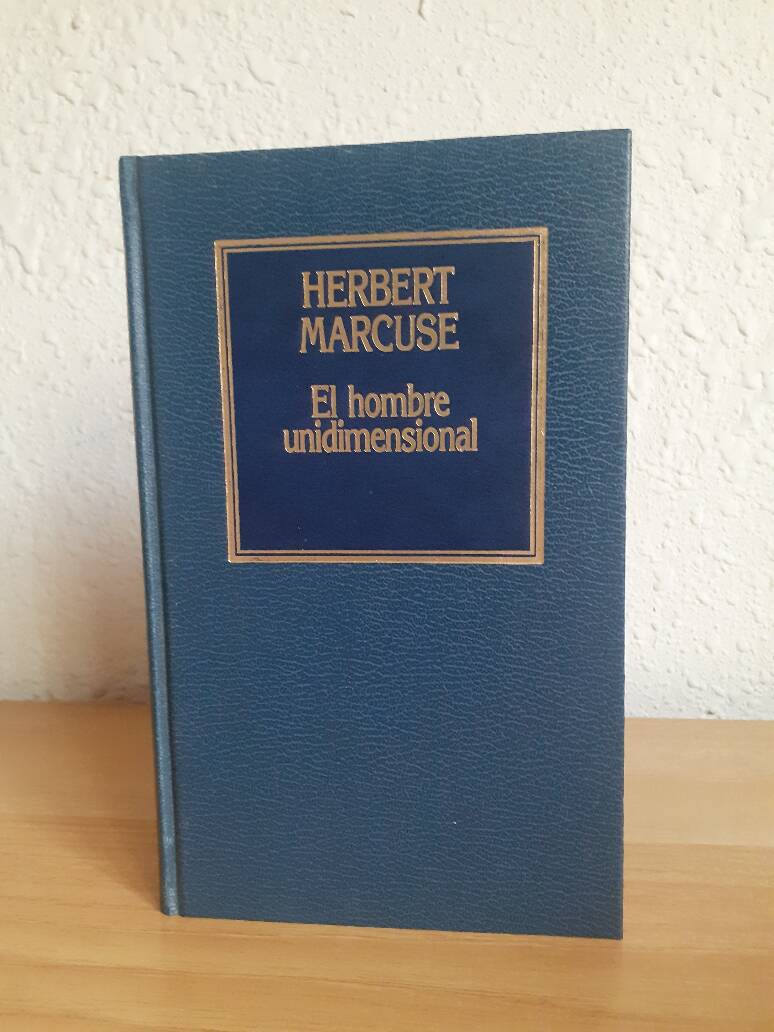 HERBERT
MARCUSE
El hombre
unidimensional